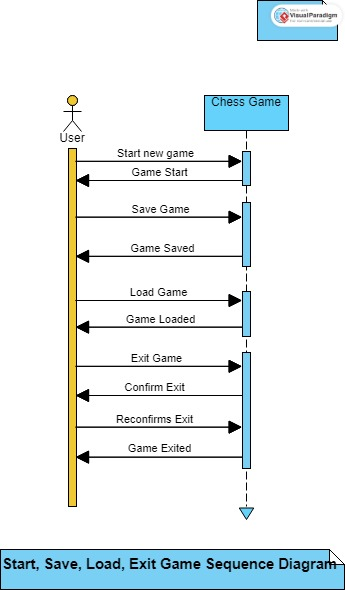 VisualParadigm
Chess Game
User
Start new game
Game Start
Save Game
Game Saved
Load Game
Game Loaded
Exit Game
Confirm Exit
Reconfirms Exit
Game Exited
Start, Save, Load, Exit Game Sequence Diagram